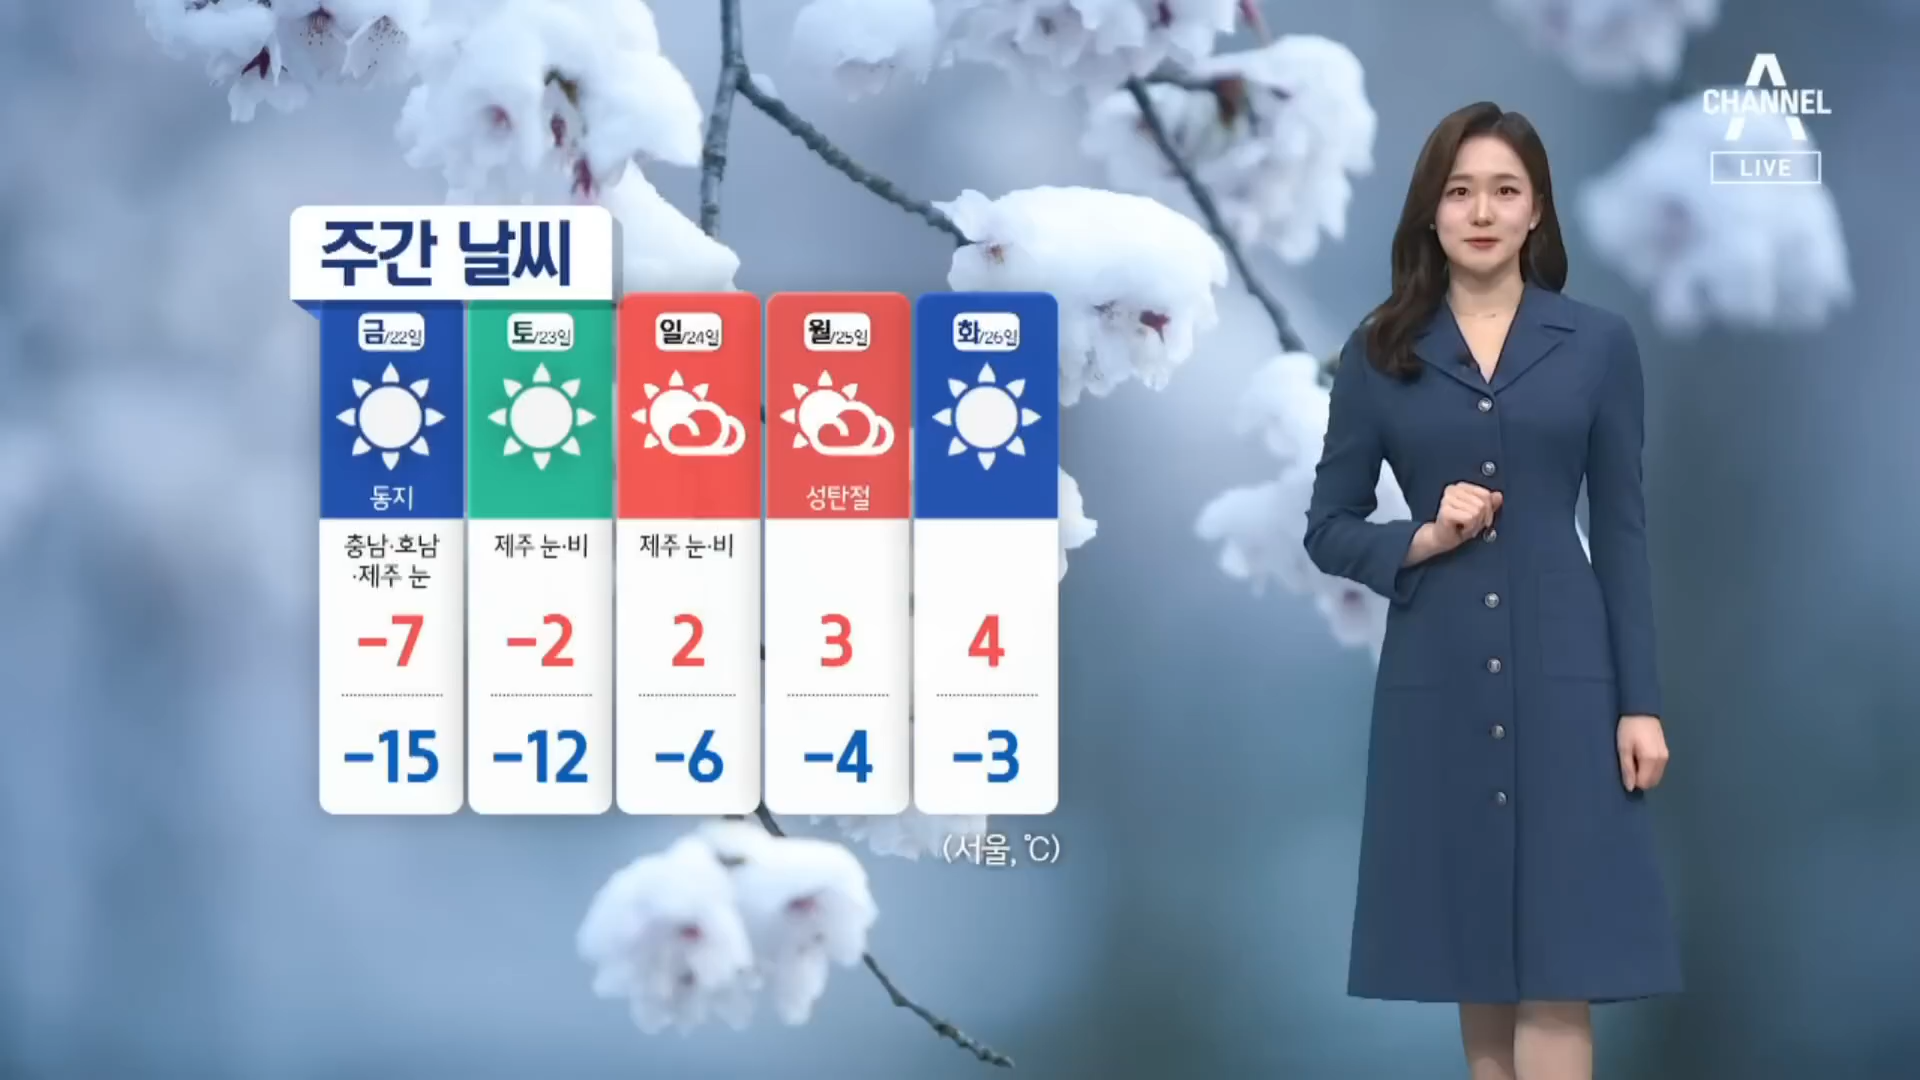 CHANNEL A
LIVE
주간 날씨
금/22일
토/23일
일/24일
월/25일
화/26일
동지
성탄절
충남·호남
·제주 눈
제주 눈·비
제주 눈·비
-7
-2
2
3
4
-15
-12
-6
-4
-3
(서울, ℃)